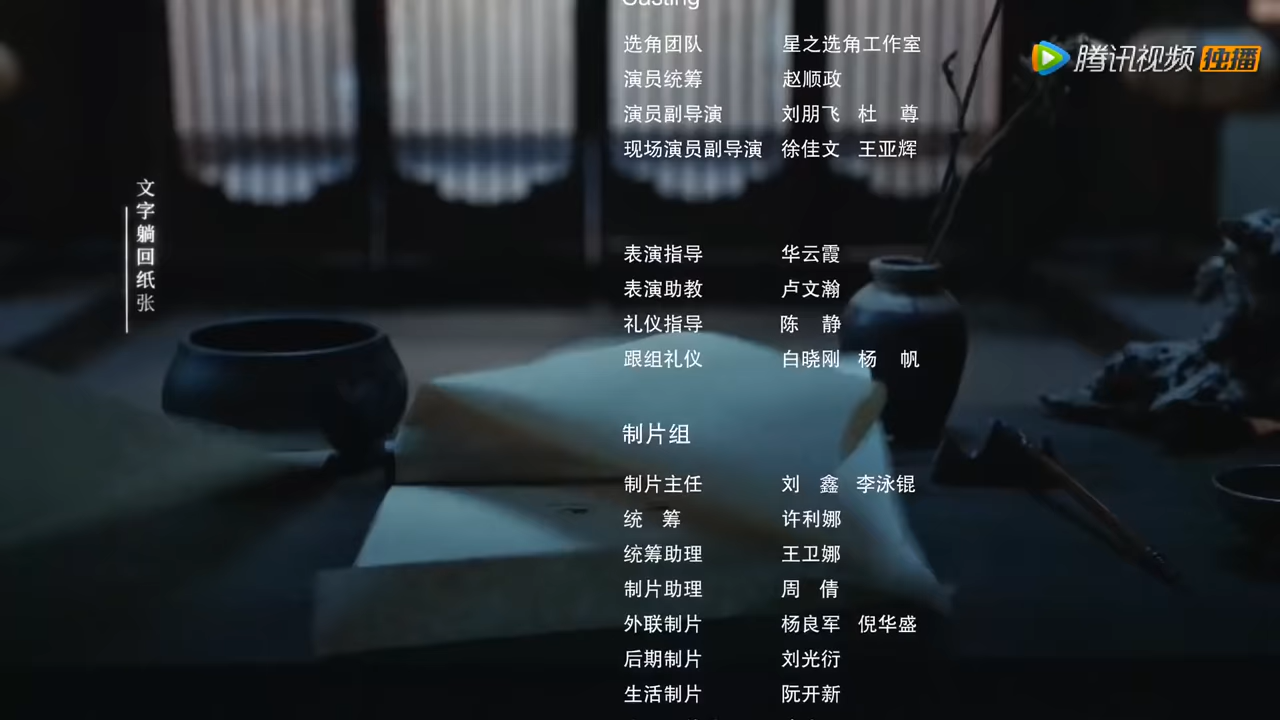 Casting
选角团队 星之选角工作室
演员统筹 赵顺政
演员副导演 刘朋飞 杜 尊
现场演员副导演 徐佳文 王亚辉
表演指导 华云霞
表演助教 卢文瀚
礼仪指导 陈 静
跟组礼仪 白晓刚 杨 帆
制片组
制片主任 刘 鑫 李泳锟
统 筹 许利娜
统筹助理 王卫娜
制片助理 周 倩
外联制片 杨良军 倪华盛
后期制片 刘光衍
生活制片 阮开新
腾讯视频 独播
文字躺回纸张